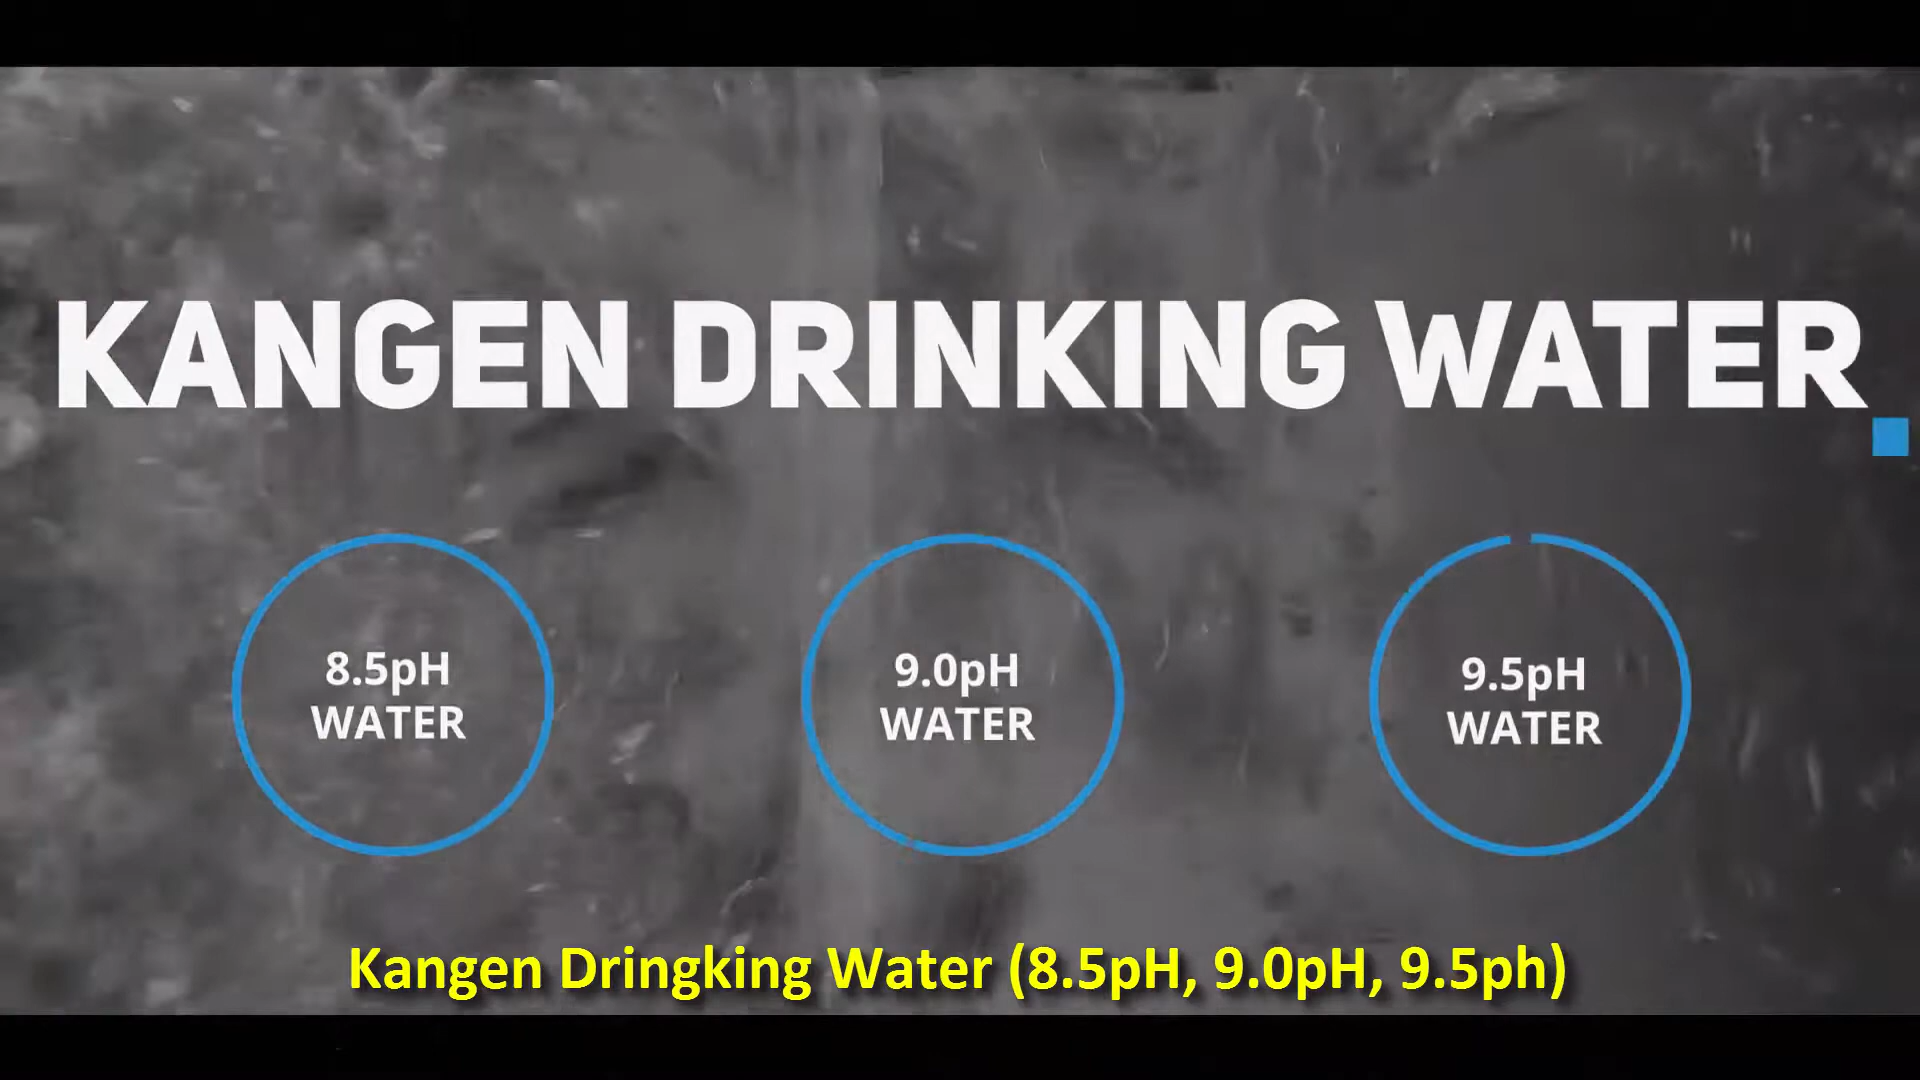 KANGEN DRINKING WATER
8.5pH
WATER
9.0pH
WATER
9.5pH
WATER
Kangen Dringking Water (8.5pH, 9.0pH, 9.5ph)